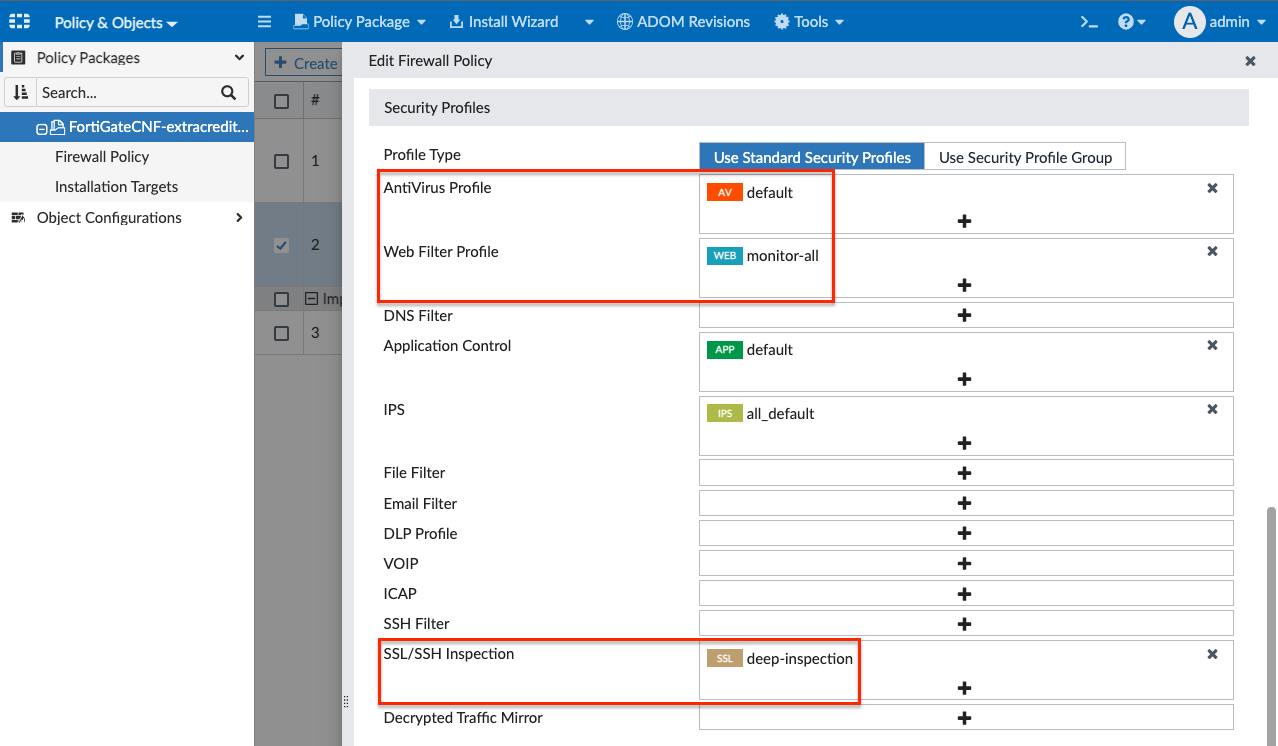 Policy & Objects
Policy Package
Install Wizard
ADOM Revisions
Tools
A admin
Policy Packages
Search...
FortiGateCNF-extracredit...
Firewall Policy
Installation Targets
Object Configurations
Create
#
1
2
Imp
3
Edit Firewall Policy
Security Profiles
Profile Type Use Standard Security Profiles Use Security Profile Group
AntiVirus Profile AV default
Web Filter Profile WEB monitor-all
DNS Filter
Application Control APP default
IPS IPS all_default
File Filter
Email Filter
DLP Profile
VOIP
ICAP
SSH Filter
SSL/SSH Inspection SSL deep-inspection
Decrypted Traffic Mirror